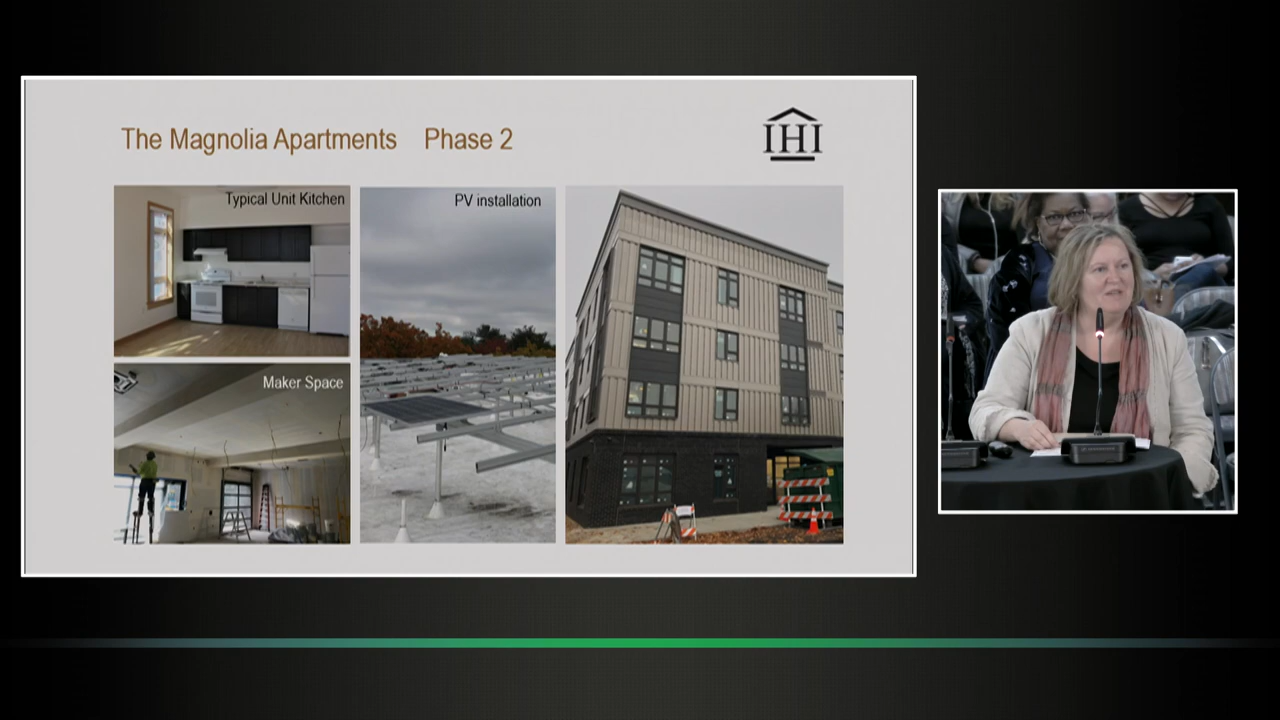 The Magnolia Apartments Phase 2
IHI
Typical Unit Kitchen
PV installation
Maker Space